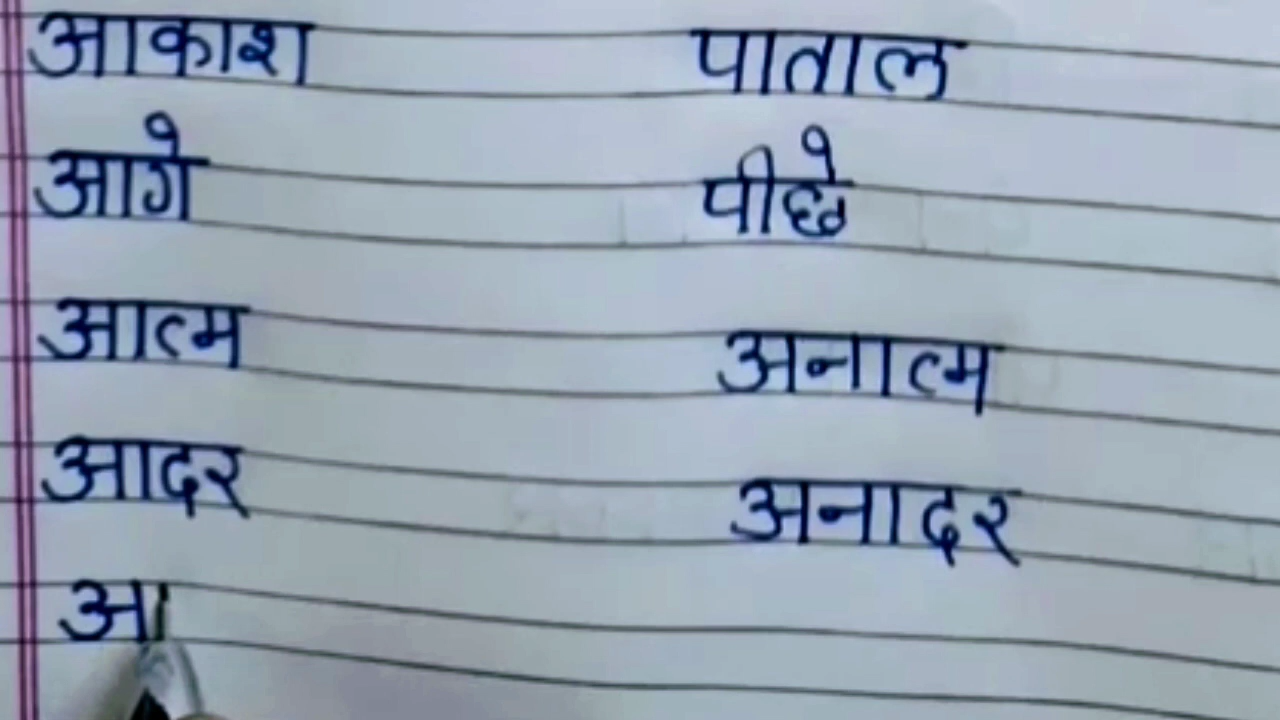 आकाश पाताल
आगे पीछे
आत्म अनात्म
आदर अनादर
आ